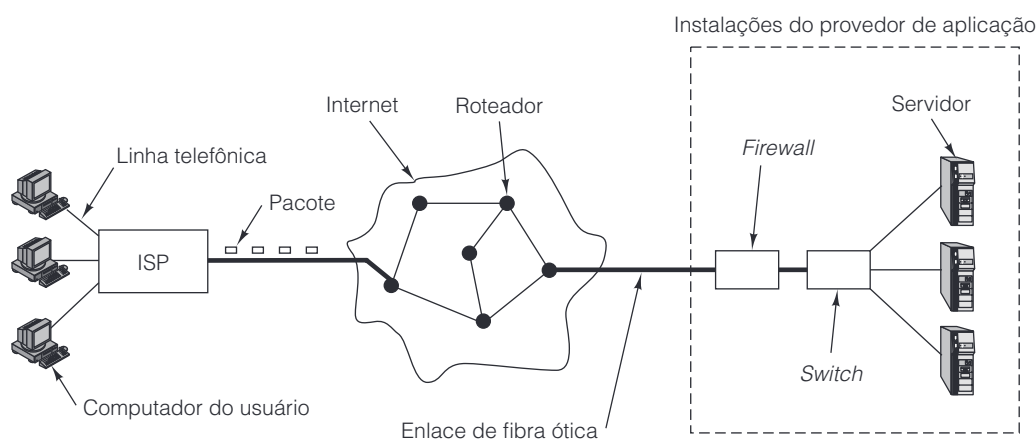 Instalações do provedor de aplicação
Internet
Roteador
Servidor
Firewall
Linha telefônica
Pacote
ISP
Switch
Computador do usuário
Enlace de fibra ótica